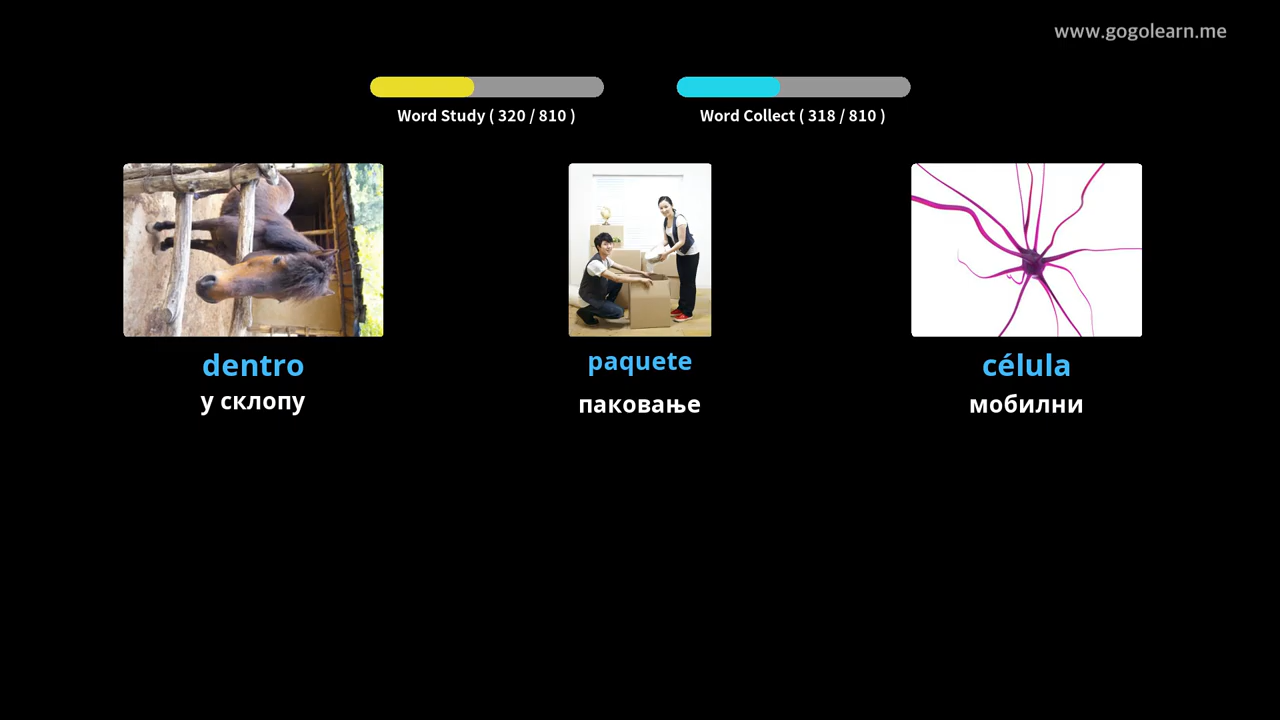 www.gogolearn.me
Word Study ( 320 / 810 )
Word Collect ( 318 / 810 )
dentro
у склопу
paquete
паковање
célula
мобилни